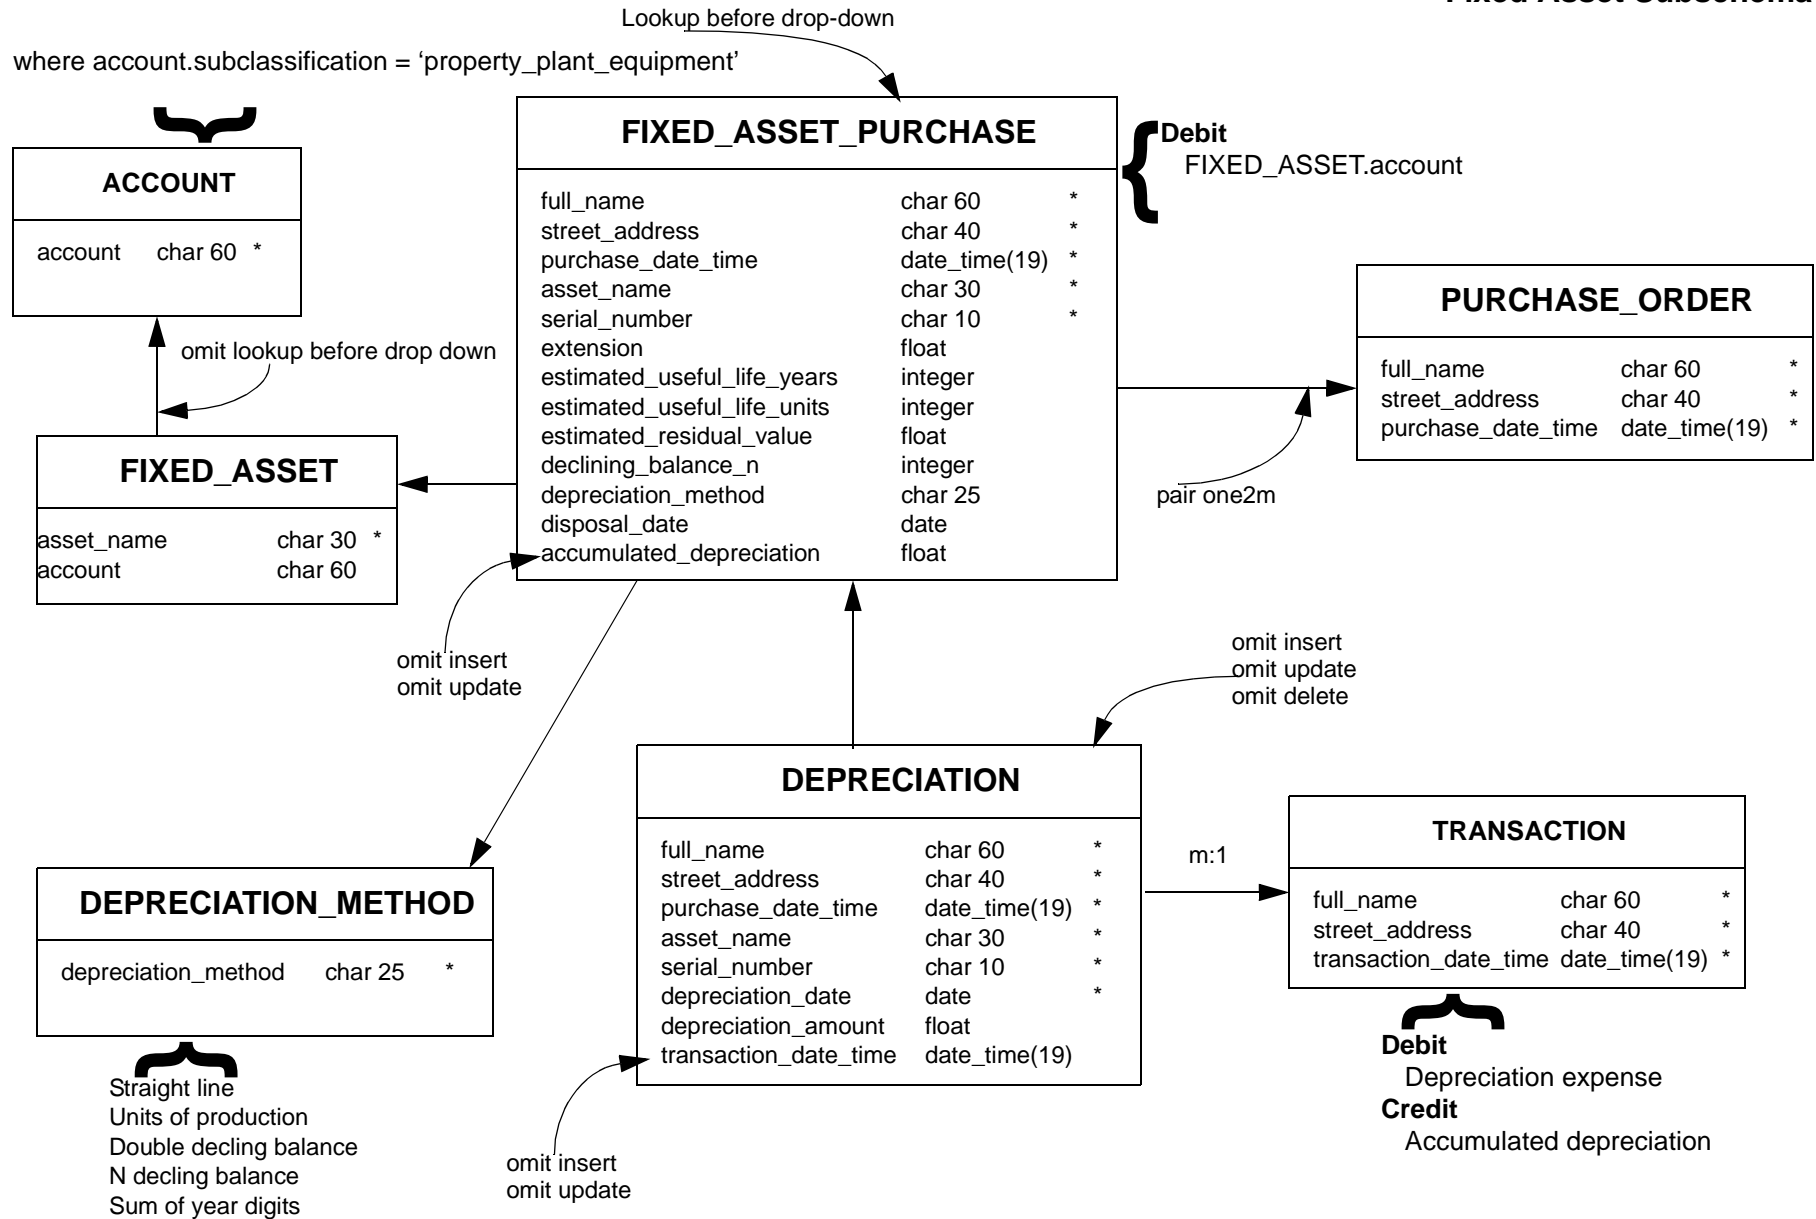 Fixed Asset Subschema
Lookup before drop-down
where account.subclassification = ‘property_plant_equipment’
FIXED_ASSET_PURCHASE
full_name char 60 *
street_address char 40 *
purchase_date_time date_time(19) *
asset_name char 30 *
serial_number char 10 *
extension float
estimated_useful_life_years integer
estimated_useful_life_units integer
estimated_residual_value float
declining_balance_n integer
depreciation_method char 25
disposal_date date
accumulated_depreciation float
Debit
FIXED_ASSET.account
ACCOUNT
account char 60 *
omit lookup before drop down
PURCHASE_ORDER
full_name char 60 *
street_address char 40 *
purchase_date_time date_time(19) *
pair one2m
FIXED_ASSET
asset_name char 30 *
account char 60
omit insert
omit update
omit insert
omit update
omit delete
DEPRECIATION
full_name char 60 *
street_address char 40 *
purchase_date_time date_time(19) *
asset_name char 30 *
serial_number char 10 *
depreciation_date date *
depreciation_amount float
transaction_date_time date_time(19)
m:1
TRANSACTION
full_name char 60 *
street_address char 40 *
transaction_date_time date_time(19) *
Debit
Depreciation expense
Credit
Accumulated depreciation
DEPRECIATION_METHOD
depreciation_method char 25 *
Straight line
Units of production
Double decling balance
N decling balance
Sum of year digits
omit insert
omit update